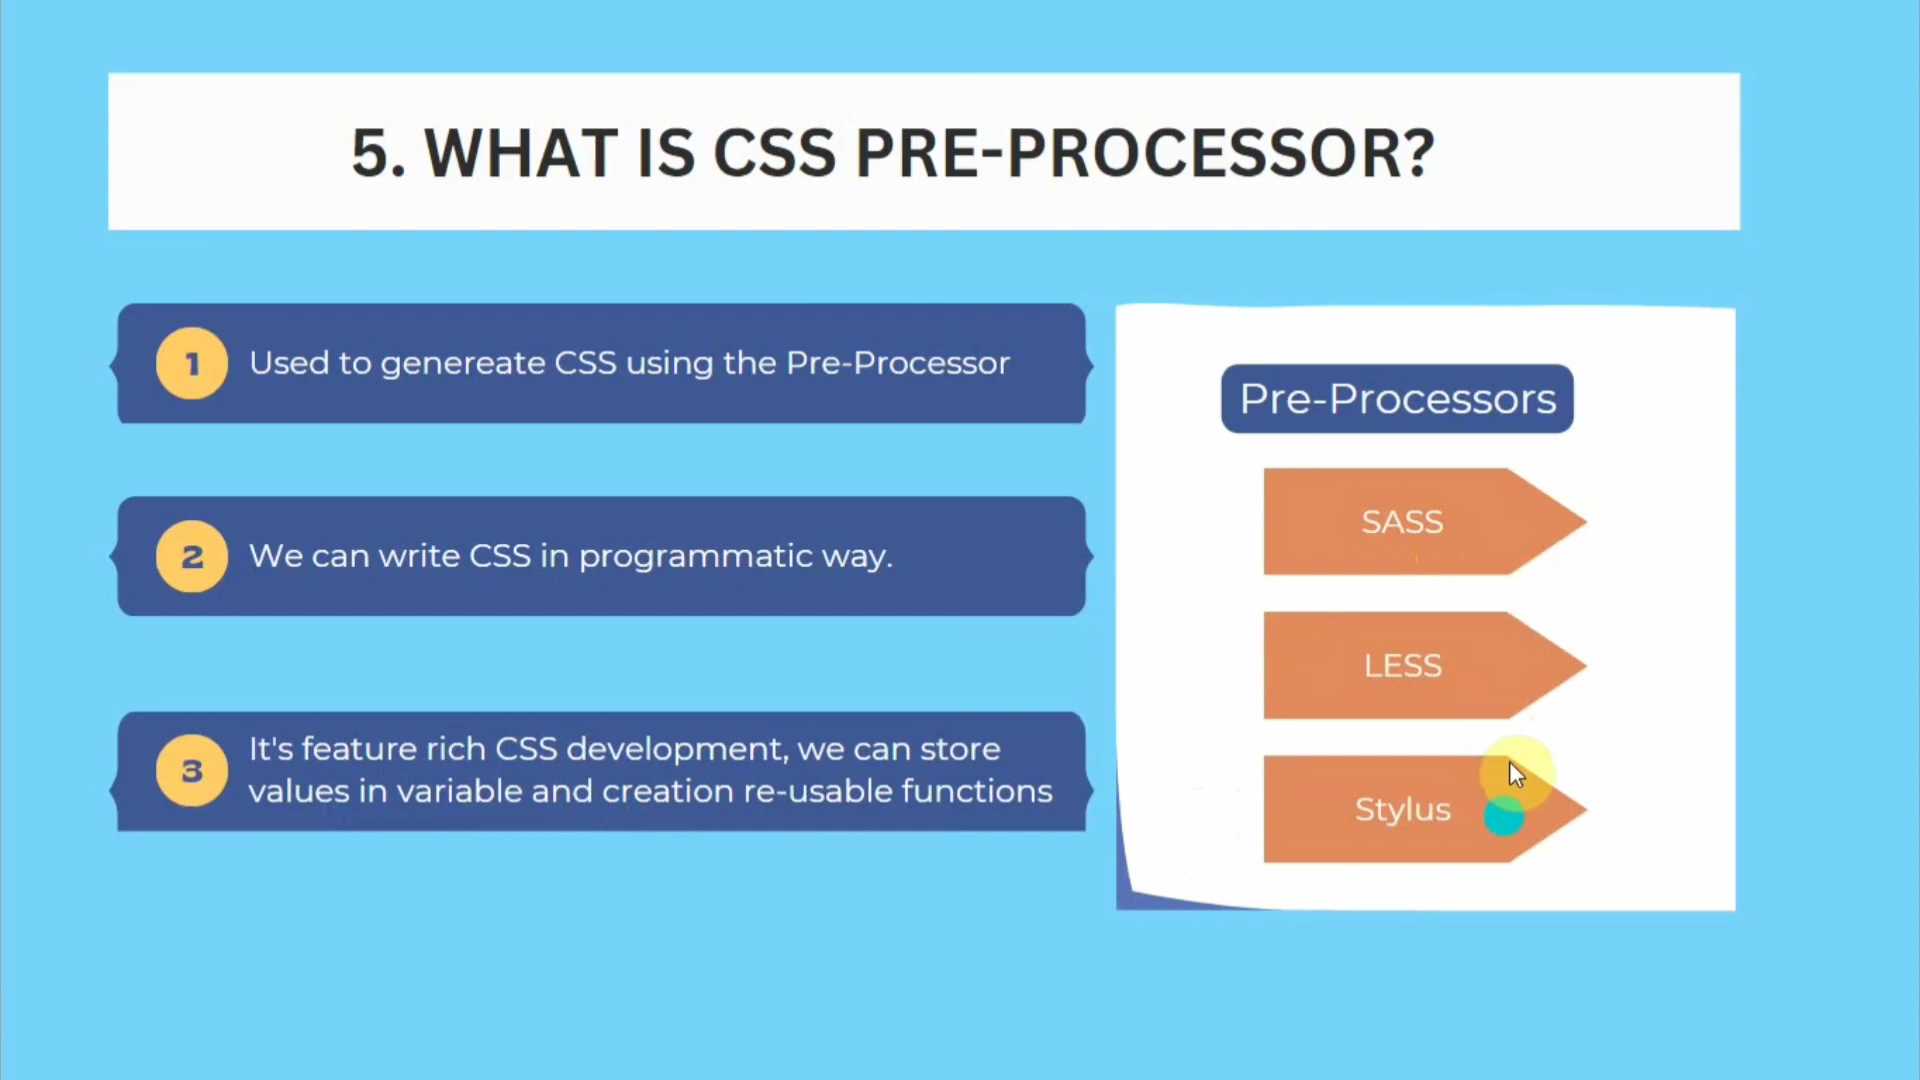 5. WHAT IS CSS PRE-PROCESSOR?
1 Used to genereate CSS using the Pre-Processor
2 We can write CSS in programmatic way.
3 It's feature rich CSS development, we can store
values in variable and creation re-usable functions
Pre-Processors
SASS
LESS
Stylus